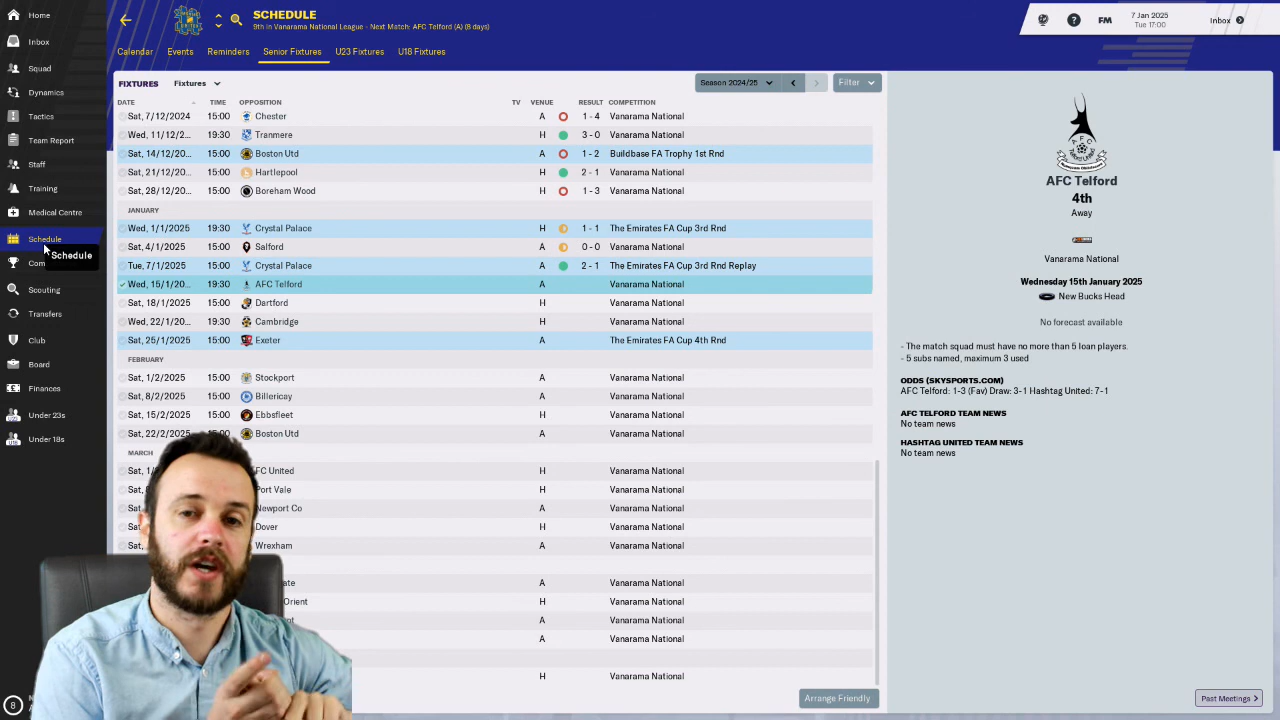 Home
Inbox
Squad
Dynamics
Tactics
Team Report
Staff
Training
Medical Centre
Schedule
Schedule
Com
Scouting
Transfers
Club
Board
Finances
Under 23s
Under 18s
8
SCHEDULE
9th in Vanarama National League - Next Match: AFC Telford (A) (8 days)
? FM 7 Jan 2025
Tue 17:00
Inbox
Calendar Events Reminders Senior Fixtures U23 Fixtures U18 Fixtures
FIXTURES Fixtures Season 2024/25 Filter
DATE TIME OPPOSITION TV VENUE RESULT COMPETITION
Sat, 7/12/2024 15:00 Chester A 1 - 4 Vanarama National
Wed, 11/12/2... 19:30 Tranmere H 3 - 0 Vanarama National
Sat, 14/12/20... 15:00 Boston Utd A 1 - 2 Buildbase FA Trophy 1st Rnd
Sat, 21/12/20... 15:00 Hartlepool H 2 - 1 Vanarama National
Sat, 28/12/20... 15:00 Boreham Wood H 1 - 3 Vanarama National
JANUARY
Wed, 1/1/2025 19:30 Crystal Palace H 1 - 1 The Emirates FA Cup 3rd Rnd
Sat, 4/1/2025 15:00 Salford A 0 - 0 Vanarama National
Tue, 7/1/2025 15:00 Crystal Palace A 2 - 1 The Emirates FA Cup 3rd Rnd Replay
Wed, 15/1/20... 19:30 AFC Telford A Vanarama National
Sat, 18/1/2025 15:00 Dartford H Vanarama National
Wed, 22/1/20... 19:30 Cambridge H Vanarama National
Sat, 25/1/2025 15:00 Exeter A The Emirates FA Cup 4th Rnd
FEBRUARY
Sat, 1/2/2025 15:00 Stockport A Vanarama National
Sat, 8/2/2025 15:00 Billericay A Vanarama National
Sat, 15/2/2025 15:00 Ebbsfleet H Vanarama National
Sat, 22/2/2025 Boston Utd A Vanarama National
MARCH
Sat, FC United H Vanarama National
Sat, Port Vale H Vanarama National
Sat, Newport Co A Vanarama National
Sat, Dover H Vanarama National
Sat, Wrexham A Vanarama National
ate A Vanarama National
Orient H Vanarama National
ot A Vanarama National
A Vanarama National
H Vanarama National
Arrange Friendly
AFC
AFC Telford
4th
Away
Vanarama National
Wednesday 15th January 2025
New Bucks Head
No forecast available
- The match squad must have no more than 5 loan players.
- 5 subs named, maximum 3 used
ODDS (SKYSPORTS.COM)
AFC Telford: 1-3 (Fav) Draw: 3-1 Hashtag United: 7-1
AFC TELFORD TEAM NEWS
No team news
HASHTAG UNITED TEAM NEWS
No team news
Past Meetings